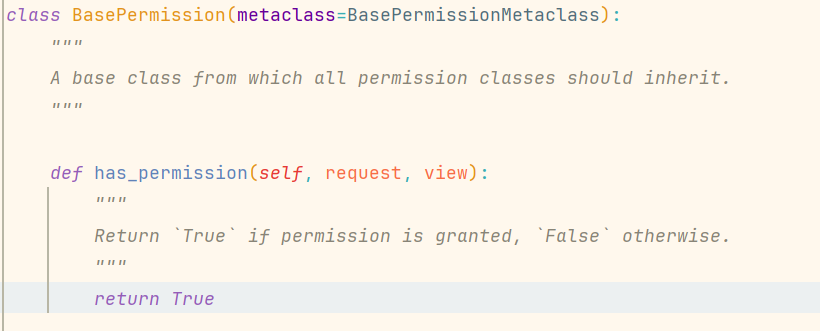 class BasePermission(metaclass=BasePermissionMetaclass):
    """
    A base class from which all permission classes should inherit.
    """
    def has_permission(self, request, view):
        """
        Return `True` if permission is granted, `False` otherwise.
        """
        return True